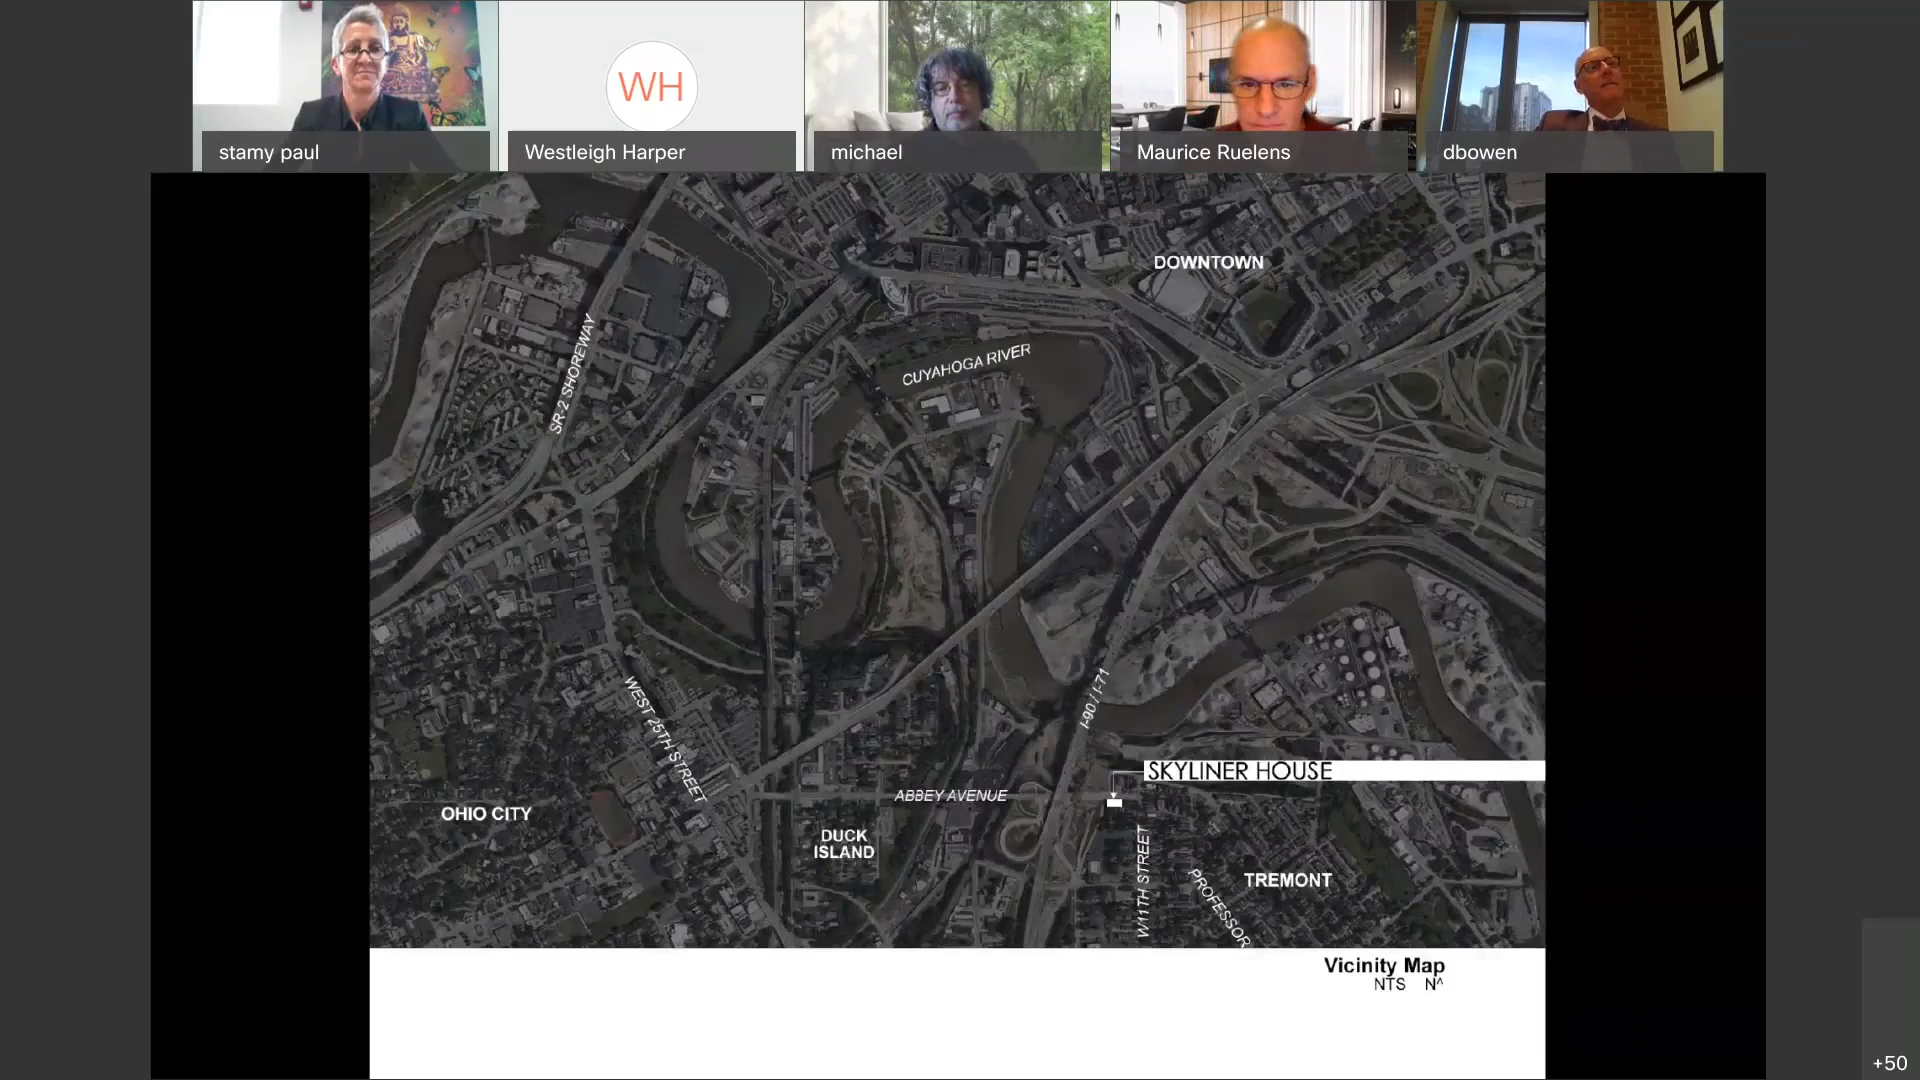 WH
stamy paul
Westleigh Harper
michael
Maurice Ruelens
dbowen
DOWNTOWN
SR-2 SHOREWAY
CUYAHOGA RIVER
WEST 25TH STREET
I-90 / I-71
SKYLINER HOUSE
ABBEY AVENUE
OHIO CITY
DUCK
ISLAND
W11TH STREET
PROFESSOR
TREMONT
Vicinity Map
NTS N^
+50